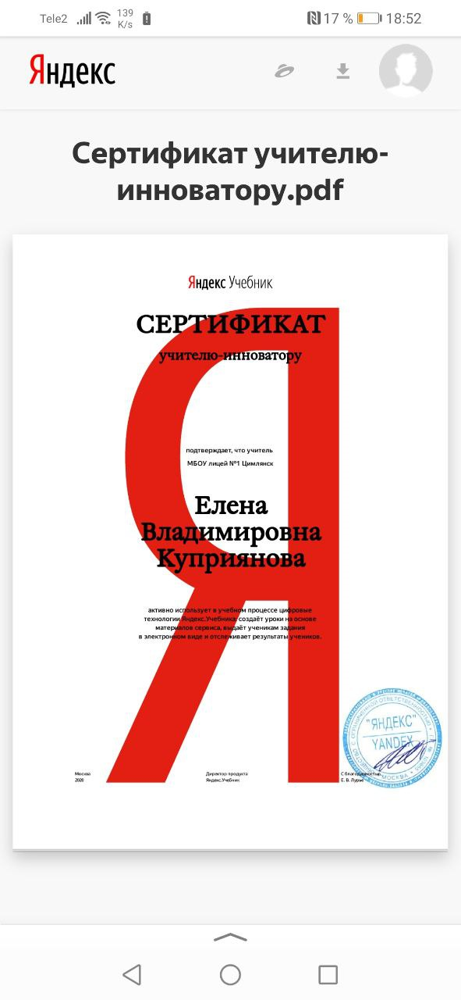 Tele2
139
K/s
17 % 18:52
Яндекс
Сертификат учителю-
инноватору.pdf
Яндекс Учебник
СЕРТИФИКАТ
учителю-инноватору
подтверждает, что учитель
МБОУ лицей №1 Цимлянск
Елена
Владимировна
Куприянова
активно использует в учебном процессе цифровые
технологии Яндекс.Учебника: создаёт уроки на основе
материалов сервиса, выдаёт ученикам задания
в электронном виде и отслеживает результаты учеников.
"ЯНДЕКС"
YANDEX
МОСКВА
Москва
2020
Директор продукта
Яндекс.Учебник
С благодарностью,
Е. В. Лурье